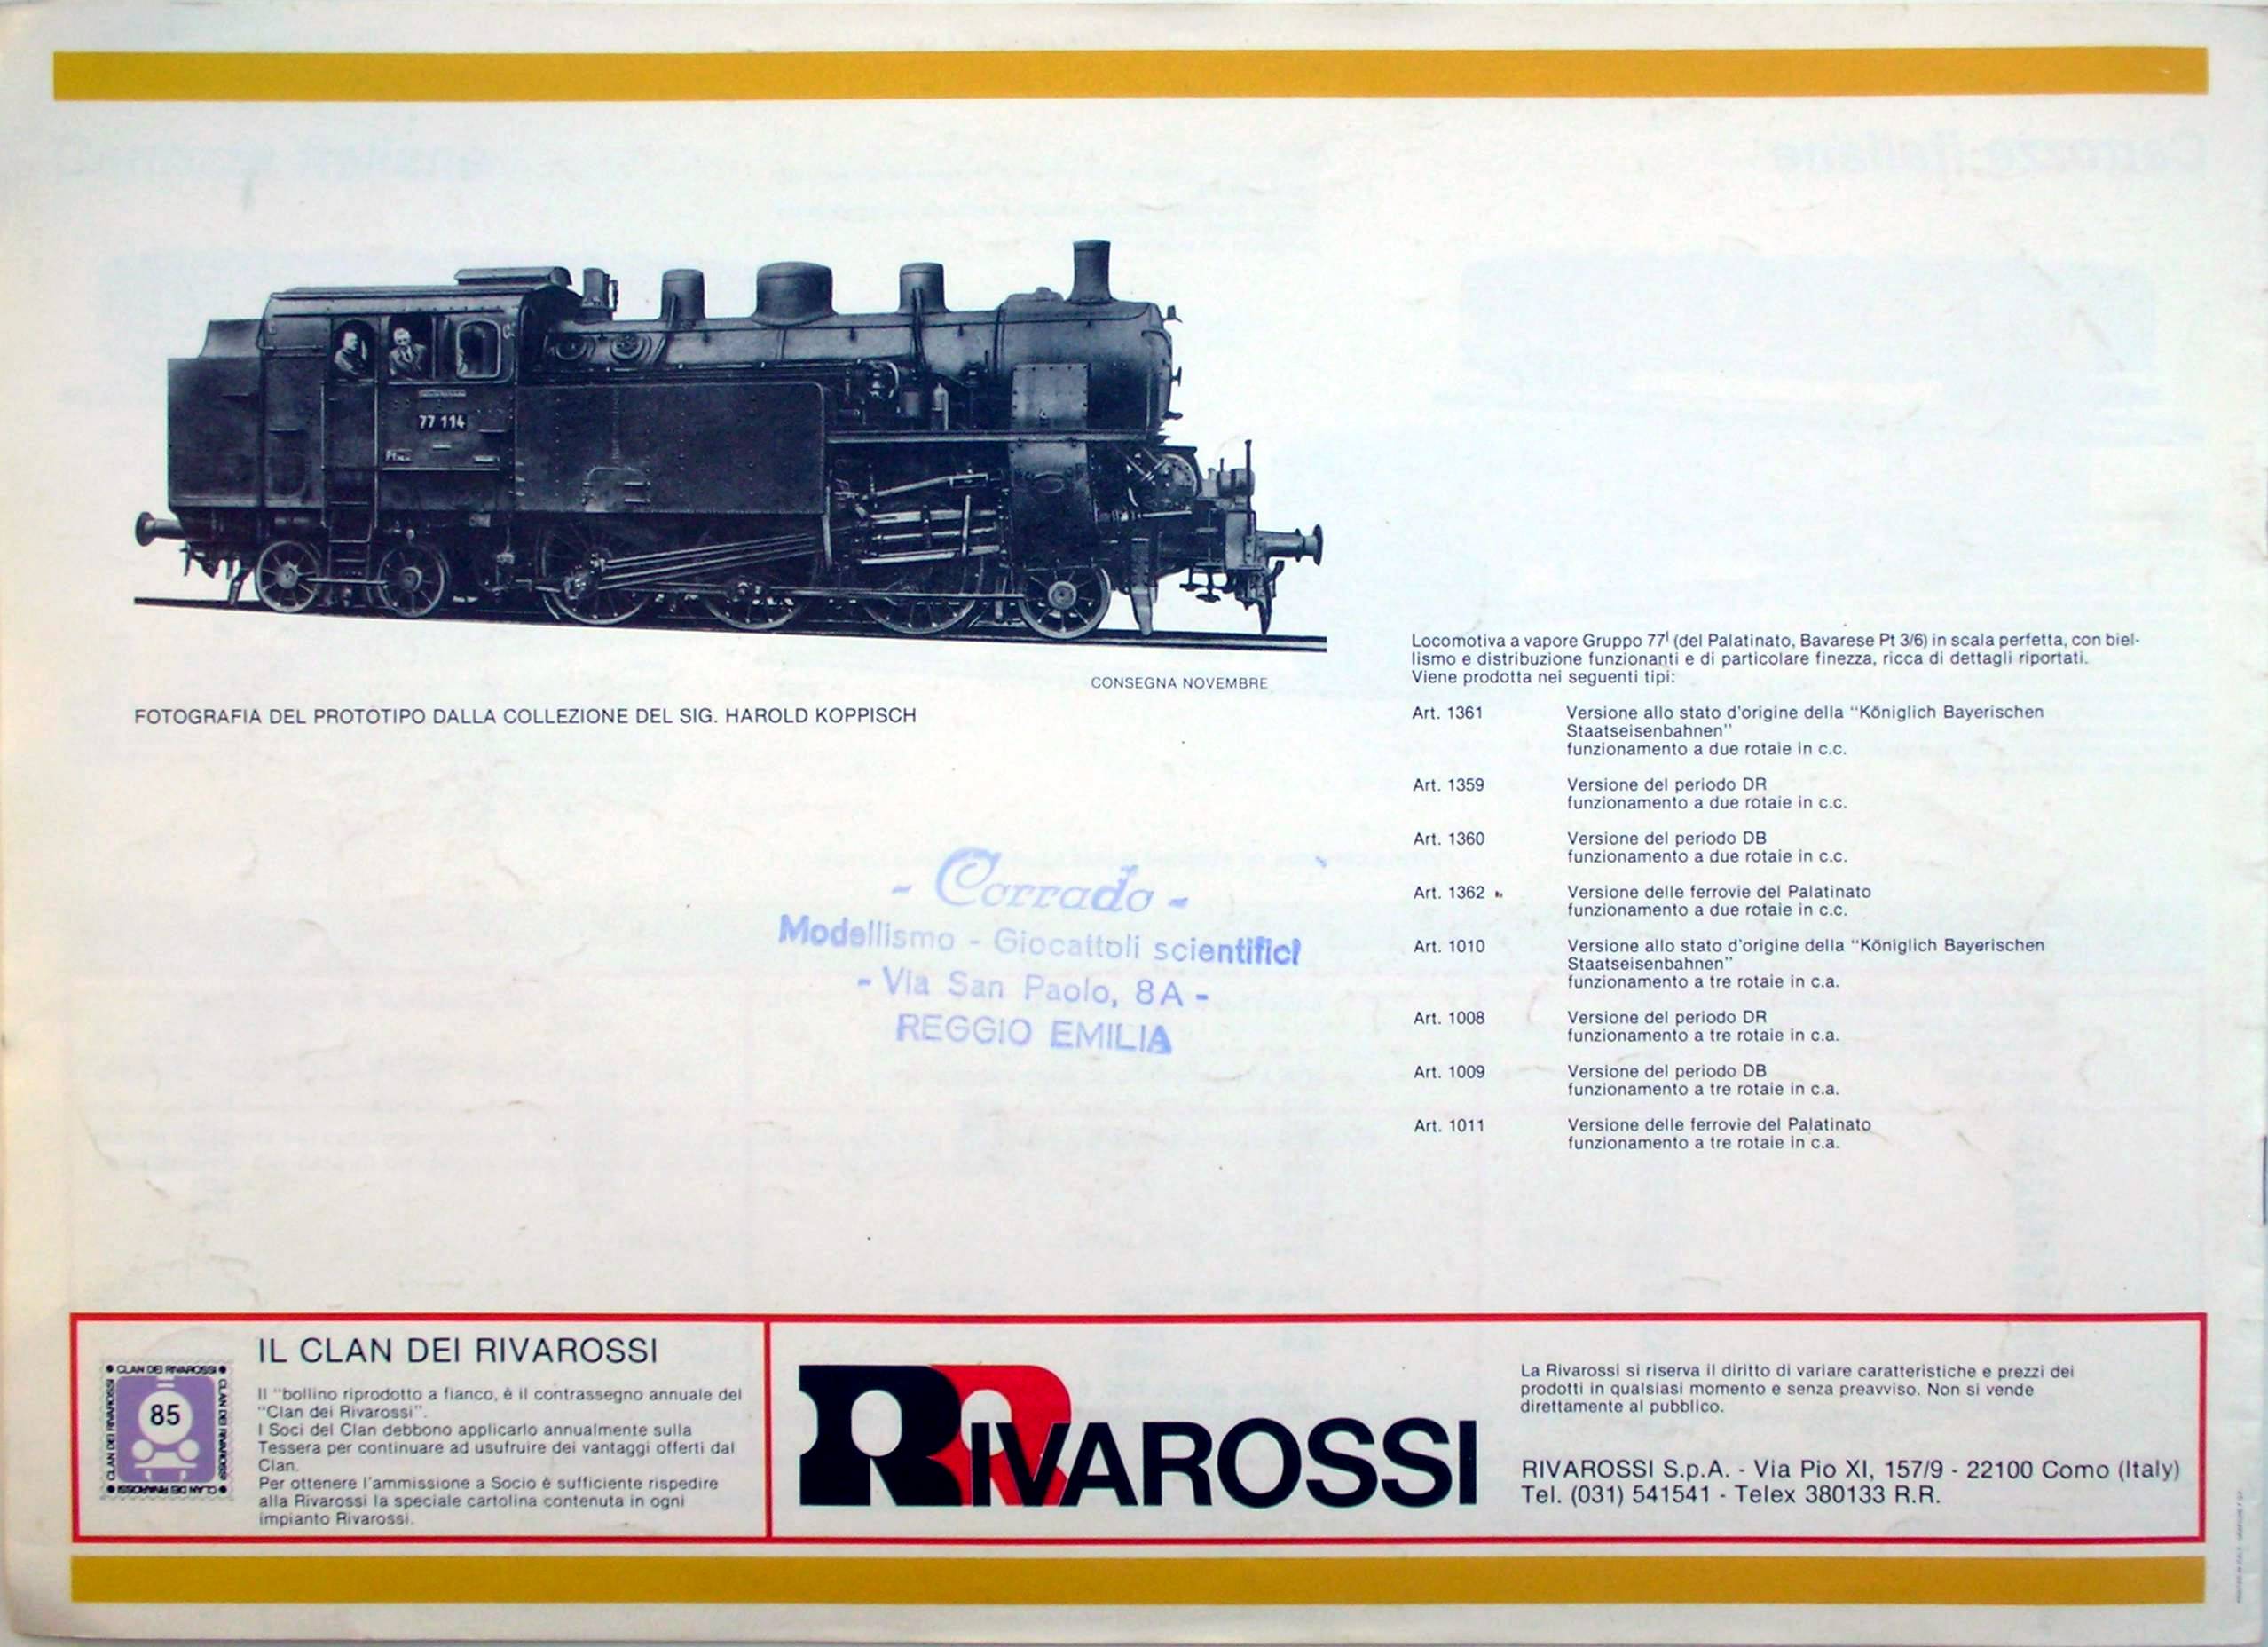 77 114
CONSEGNA NOVEMBRE
FOTOGRAFIA DEL PROTOTIPO DALLA COLLEZIONE DEL SIG. HAROLD KOPPISCH
Locomotiva a vapore Gruppo 77ᴵ (del Palatinato, Bavarese Pt 3/6) in scala perfetta, con biel-
lismo e distribuzione funzionanti e di particolare finezza, ricca di dettagli riportati.
Viene prodotta nei seguenti tipi:
Art. 1361 Versione allo stato d'origine della "Königlich Bayerischen
Staatseisenbahnen"
funzionamento a due rotaie in c.c.
Art. 1359 Versione del periodo DR
funzionamento a due rotaie in c.c.
Art. 1360 Versione del periodo DB
funzionamento a due rotaie in c.c.
Art. 1362 Versione delle ferrovie del Palatinato
funzionamento a due rotaie in c.c.
Art. 1010 Versione allo stato d'origine della "Königlich Bayerischen
Staatseisenbahnen"
funzionamento a tre rotaie in c.a.
Art. 1008 Versione del periodo DR
funzionamento a tre rotaie in c.a.
Art. 1009 Versione del periodo DB
funzionamento a tre rotaie in c.a.
Art. 1011 Versione delle ferrovie del Palatinato
funzionamento a tre rotaie in c.a.
- Corrado -
Modellismo - Giocattoli scientifici
- Via San Paolo, 8A -
REGGIO EMILIA
CLAN DEI RIVAROSSI
CLAN DEI RIVAROSSI
CLAN DEI RIVAROSSI
CLAN DEI RIVAROSSI
85
IL CLAN DEI RIVAROSSI
Il "bollino riprodotto a fianco, è il contrassegno annuale del
"Clan dei Rivarossi".
I Soci del Clan debbono applicarlo annualmente sulla
Tessera per continuare ad usufruire dei vantaggi offerti dal
Clan.
Per ottenere l'ammissione a Socio è sufficiente rispedire
alla Rivarossi la speciale cartolina contenuta in ogni
impianto Rivarossi.
RIVAROSSI
La Rivarossi si riserva il diritto di variare caratteristiche e prezzi dei
prodotti in qualsiasi momento e senza preavviso. Non si vende
direttamente al pubblico.
RIVAROSSI S.p.A. - Via Pio XI, 157/9 - 22100 Como (Italy)
Tel. (031) 541541 - Telex 380133 R.R.